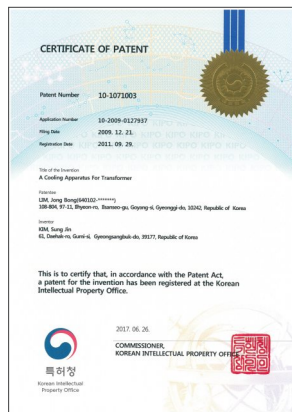 CERTIFICATE OF PATENT
Patent Number 10-1071003
Application Number 10-2009-0127937
Filing Date 2009. 12. 21.
Registration Date 2011. 09. 29.
Title of the Invention
A Cooling Apparatus For Transformer
Patentee
LIM, Jong Bong(640102-*******)
108-804, 97-11, Ilhyeon-ro, Ilsanseo-gu, Goyang-si, Gyeonggi-do, 10242, Republic of Korea
Inventor
KIM, Sung Jin
61, Daehak-ro, Gumi-si, Gyeongsangbuk-do, 39177, Republic of Korea
This is to certify that, in accordance with the Patent Act,
a patent for the invention has been registered at the Korean
Intellectual Property Office.
2017. 06. 26.
COMMISSIONER,
KOREAN INTELLECTUAL PROPERTY OFFICE
특허청
Korean Intellectual
Property Office